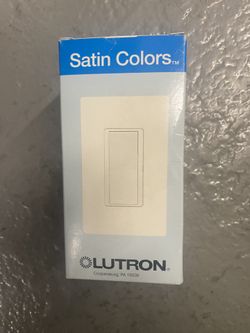 Satin Colors™
LUTRON®
Coopersburg, PA 18036